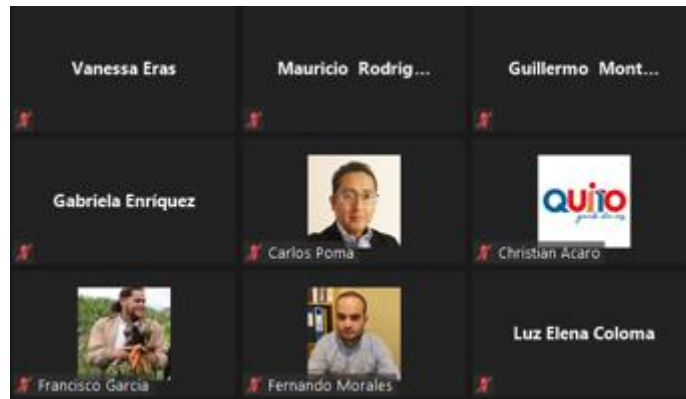 Vanessa Eras
Mauricio Rodrig...
Guillermo Mont...
Gabriela Enríquez
Carlos Poma
QUITO
Christian Acaro
Francisco Garcia
Fernando Morales
Luz Elena Coloma